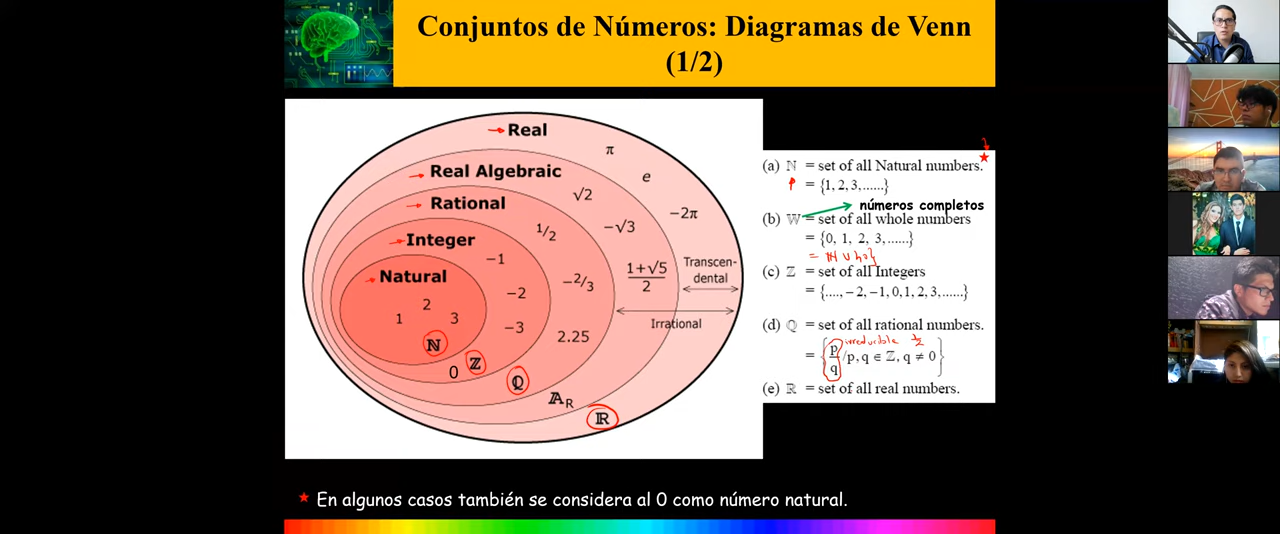 Conjuntos de Números: Diagramas de Venn
(1/2)
Real
π
Real Algebraic
e
√2
Rational
-2π
1/2
-√3
Integer
-1
Transcen-
dental
1+√5
2
Natural
-2/3
2
-2
1
3
Irrational
-3
2.25
ℕ
ℤ
0
ℚ
𝔸R
ℝ
(a) ℕ = set of all Natural numbers.
= {1, 2, 3, ......}
números completos
(b) 𝕎 = set of all whole numbers
= {0, 1, 2, 3, ......}
= ℕ ∪ {0}
(c) ℤ = set of all Integers
= {...., -2, -1, 0, 1, 2, 3, ......}
(d) ℚ = set of all rational numbers.
irreducible 1/2
= {p/q /p, q ∈ ℤ, q ≠ 0}
(e) ℝ = set of all real numbers.
★ En algunos casos también se considera al 0 como número natural.